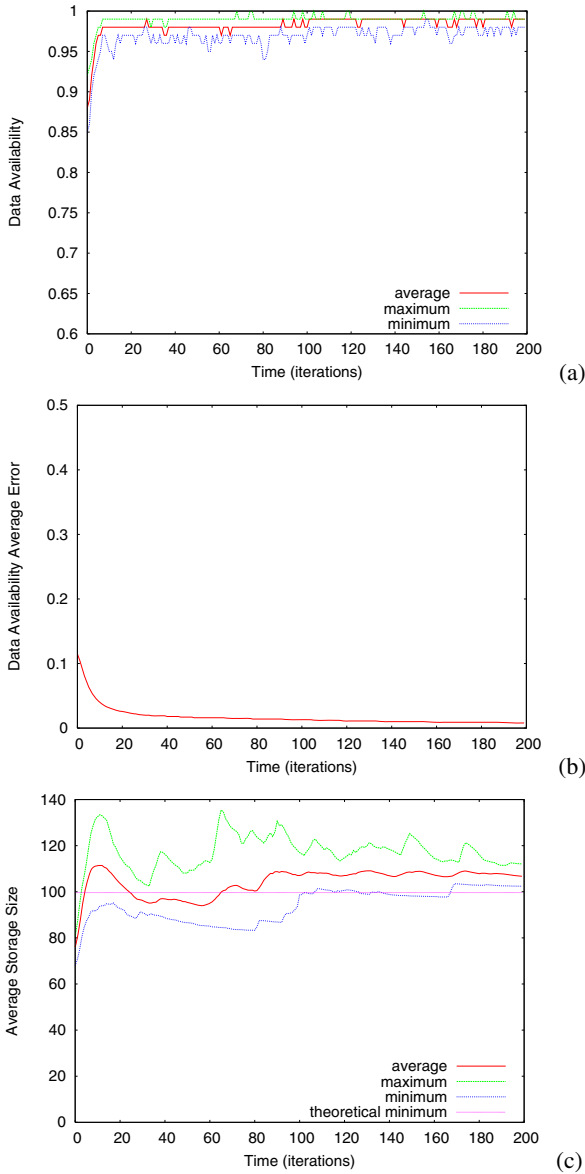 1
0.95
0.9
0.85
0.8
0.75
0.7
0.65
0.6
Data Availability
average
maximum
minimum
0 20 40 60 80 100 120 140 160 180 200
Time (iterations)
(a)
0.5
0.4
0.3
0.2
0.1
0
Data Availability Average Error
0 20 40 60 80 100 120 140 160 180 200
Time (iterations)
(b)
140
120
100
80
60
40
20
0
Average Storage Size
average
maximum
minimum
theoretical minimum
0 20 40 60 80 100 120 140 160 180 200
Time (iterations)
(c)